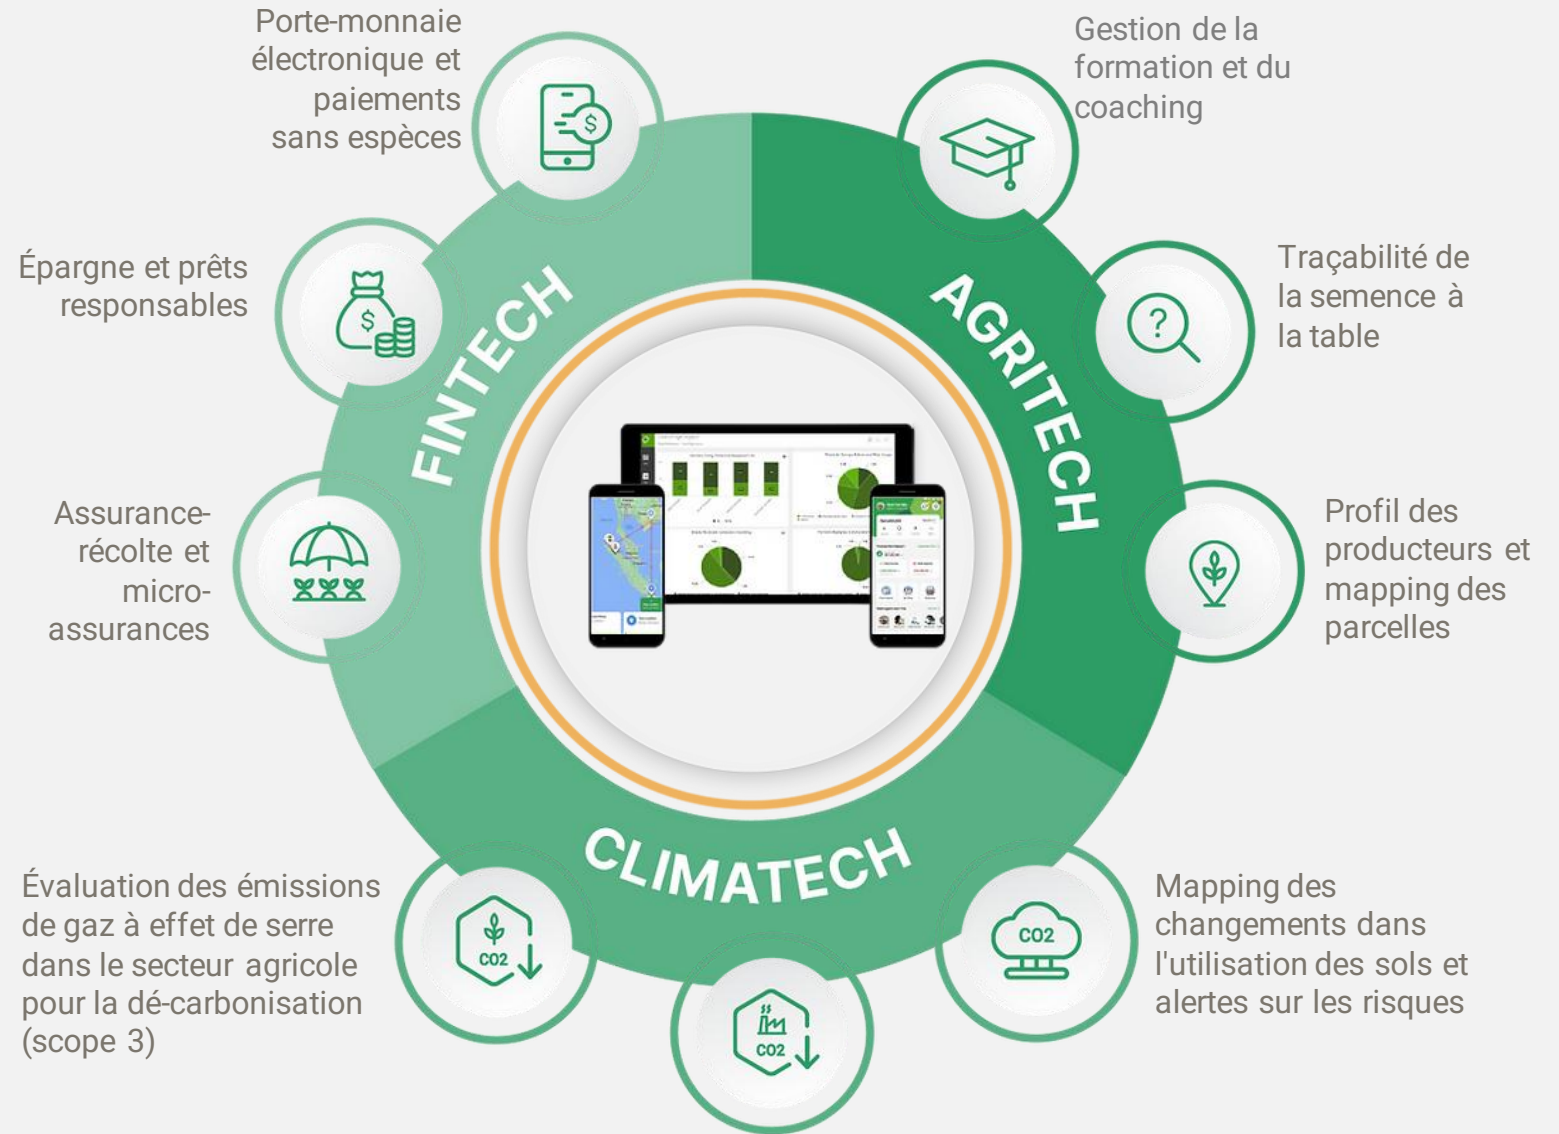 Porte-monnaie
électronique et
paiements
sans espèces
Gestion de la
formation et du
coaching
Épargne et prêts
responsables
Traçabilité de
la semence à
la table
FINTECH
AGRITECH
Assurance-
récolte et
micro-
assurances
Profil des
producteurs et
mapping des
parcelles
CLIMATECH
Évaluation des émissions
de gaz à effet de serre
dans le secteur agricole
pour la dé-carbonisation
(scope 3)
CO2
CO2
CO2
Mapping des
changements dans
l'utilisation des sols et
alertes sur les risques